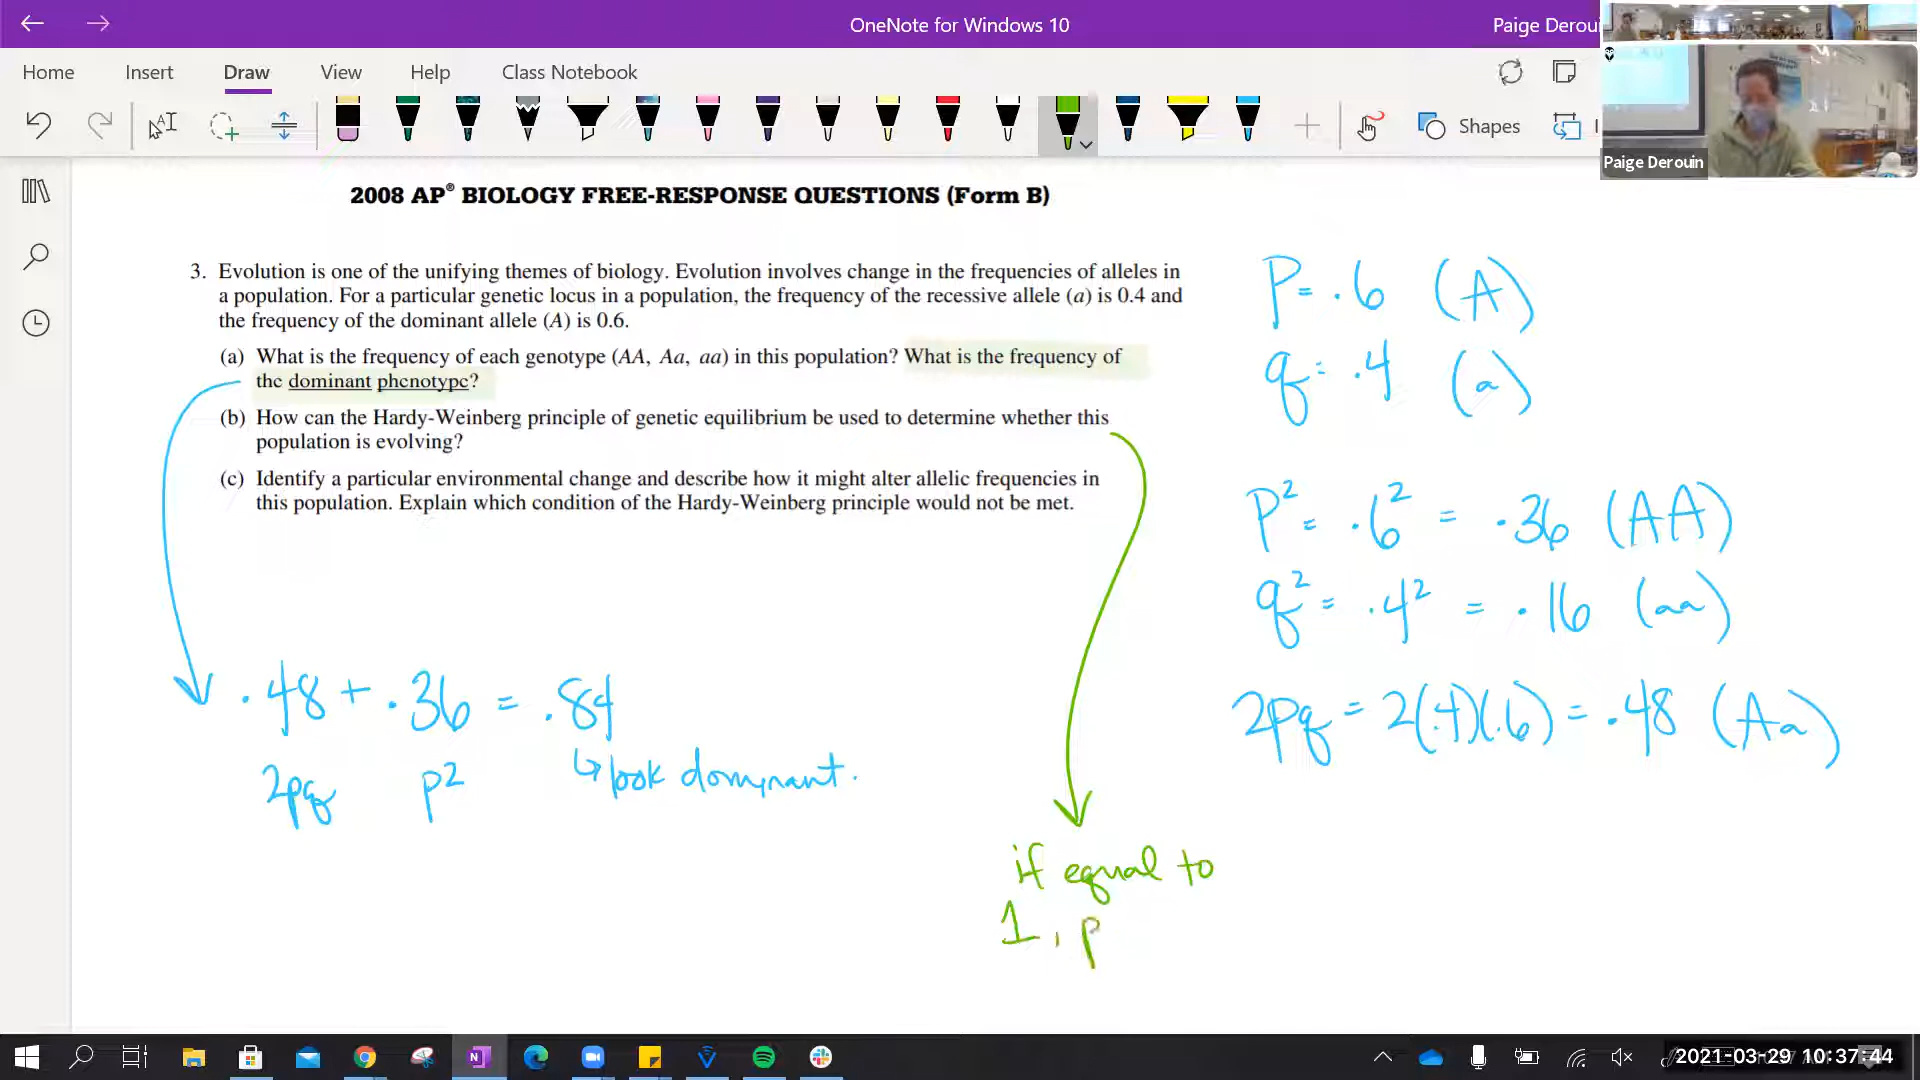 OneNote for Windows 10
Paige Deroui
Home Insert Draw View Help Class Notebook
Shapes
Paige Derouin
2008 AP® BIOLOGY FREE-RESPONSE QUESTIONS (Form B)
3. Evolution is one of the unifying themes of biology. Evolution involves change in the frequencies of alleles in
a population. For a particular genetic locus in a population, the frequency of the recessive allele (a) is 0.4 and
the frequency of the dominant allele (A) is 0.6.
(a) What is the frequency of each genotype (AA, Aa, aa) in this population? What is the frequency of
the dominant phenotype?
(b) How can the Hardy-Weinberg principle of genetic equilibrium be used to determine whether this
population is evolving?
(c) Identify a particular environmental change and describe how it might alter allelic frequencies in
this population. Explain which condition of the Hardy-Weinberg principle would not be met.
P = .6 (A)
q = .4 (a)
P² = .6² = .36 (AA)
q² = .4² = .16 (aa)
2pq = 2(.4)(.6) = .48 (Aa)
.48 + .36 = .84
2pq p²
↳ look dominant.
if equal to
1, p
2021-03-29 10:37:44